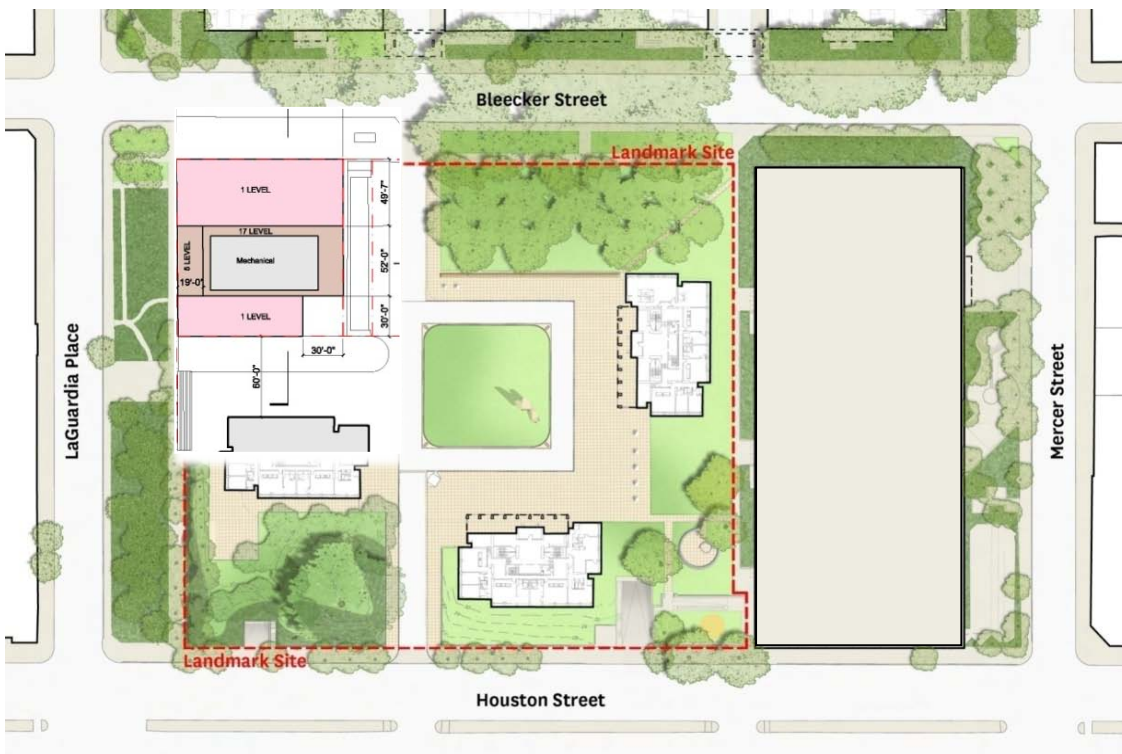 Bleecker Street
Landmark Site
1 LEVEL
49'-7"
17 LEVEL
8 LEVEL
Mechanical
19'-0"
52'-0"
1 LEVEL
30'-0"
30'-0"
60'-0"
LaGuardia Place
Mercer Street
Landmark Site
Houston Street